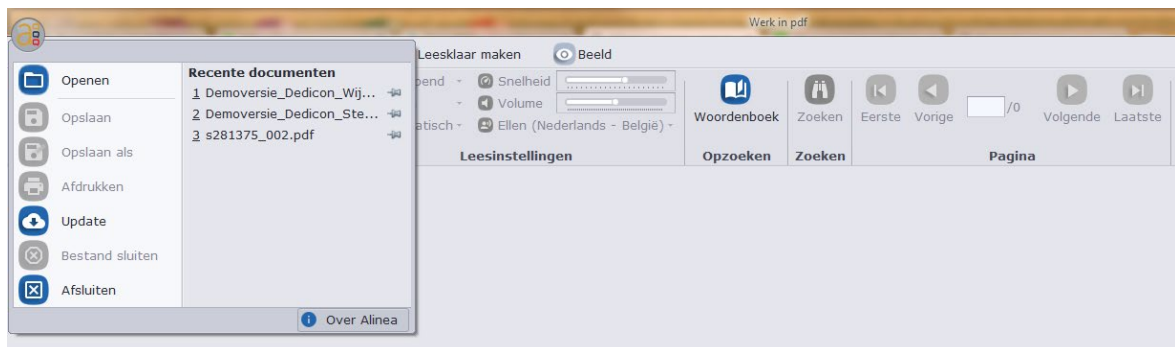 Werk in pdf
Leesklaar maken
Beeld
Openen
Opslaan
Opslaan als
Afdrukken
Update
Bestand sluiten
Afsluiten
Recente documenten
1 Demoversie_Dedicon_Wij...
2 Demoversie_Dedicon_Ste...
3 s281375_002.pdf
Over Alinea
Snelheid
Volume
Ellen (Nederlands - België)
Leesinstellingen
Woordenboek
Opzoeken
Zoeken
Zoeken
Eerste
Vorige
/0
Volgende
Laatste
Pagina